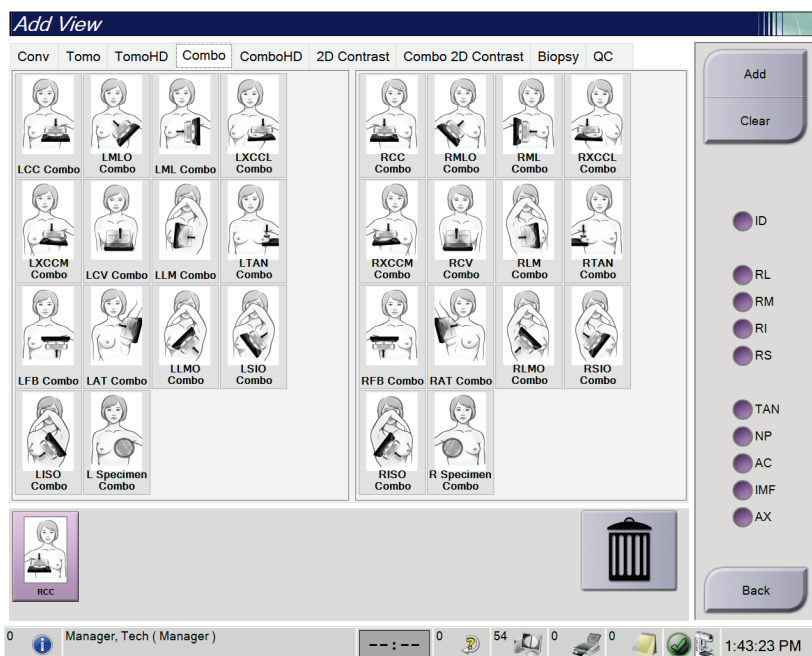 Add View
Conv Tomo TomoHD Combo ComboHD 2D Contrast Combo 2D Contrast Biopsy QC
LCC Combo
LMLO
Combo
LML Combo
LXCCL
Combo
RCC
Combo
RMLO
Combo
RML
Combo
RXCCL
Combo
LXCCM
Combo
LCV Combo
LLM Combo
LTAN
Combo
RXCCM
Combo
RCV
Combo
RLM
Combo
RTAN
Combo
LFB Combo
LAT Combo
LLMO
Combo
LSIO
Combo
RFB Combo
RAT Combo
RLMO
Combo
RSIO
Combo
LISO
Combo
L Specimen
Combo
RISO
Combo
R Specimen
Combo
RCC
Add
Clear
ID
RL
RM
RI
RS
TAN
NP
AC
IMF
AX
Back
0 Manager, Tech ( Manager ) --:-- 0 54 0 0 1:43:23 PM